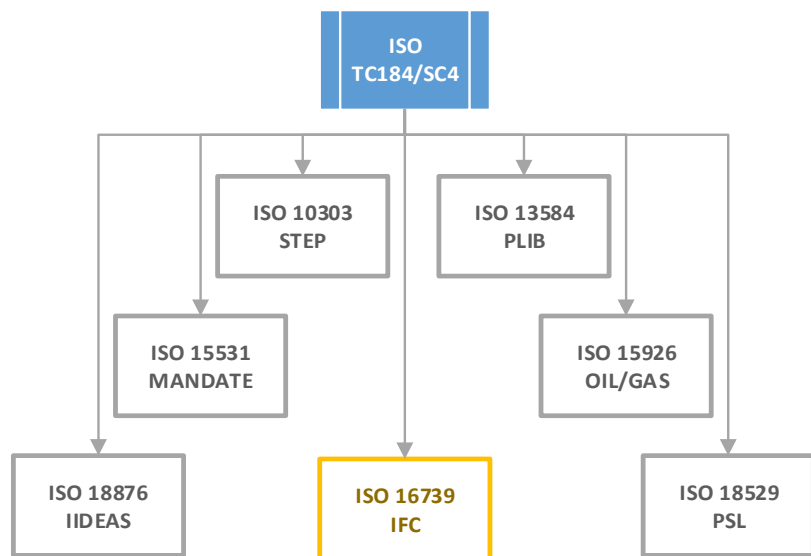 ISO
TC184/SC4
ISO 10303
STEP
ISO 13584
PLIB
ISO 15531
MANDATE
ISO 15926
OIL/GAS
ISO 18876
IIDEAS
ISO 16739
IFC
ISO 18529
PSL